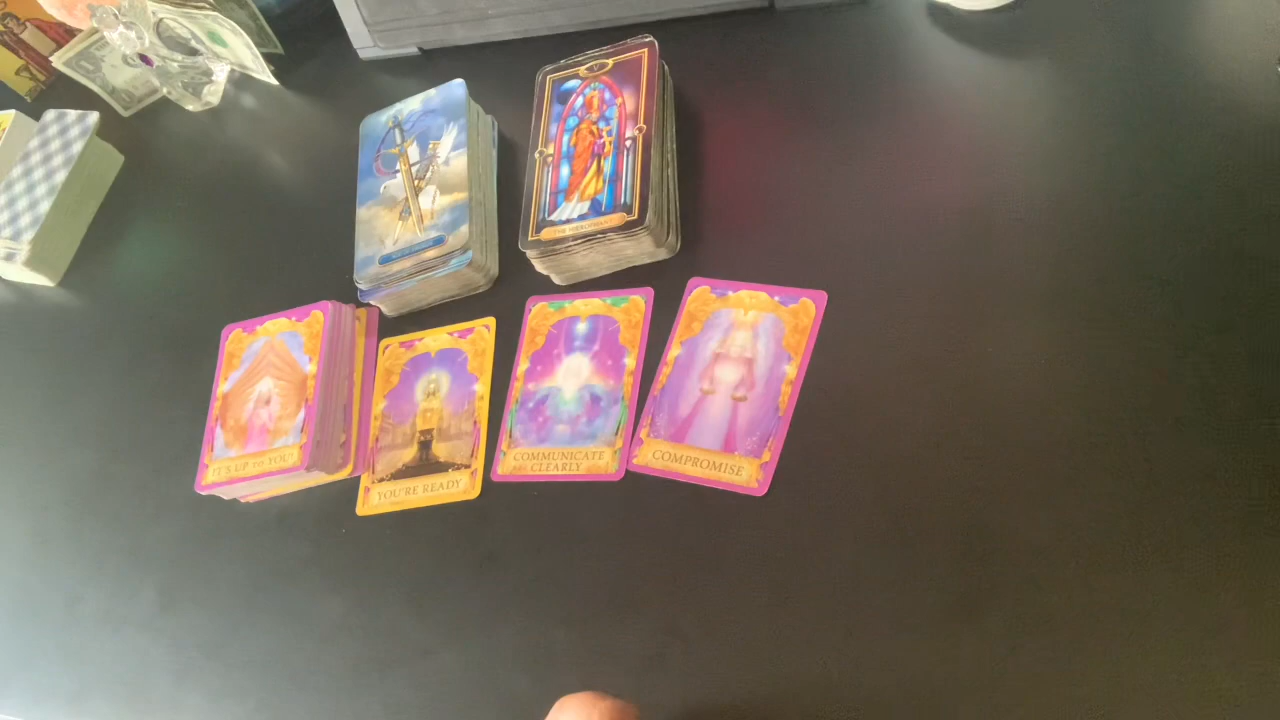 V
THE HIEROPHANT
IT'S UP TO YOU!
YOU'RE READY
COMMUNICATE
CLEARLY
COMPROMISE